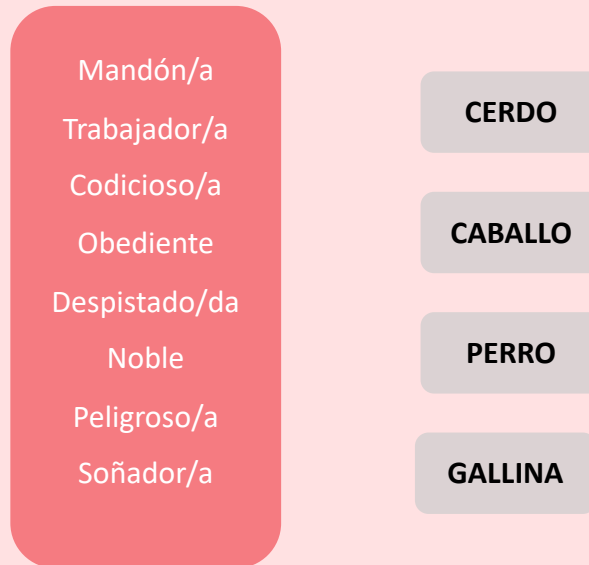 Mandón/a
Trabajador/a
Codicioso/a
Obediente
Despistado/da
Noble
Peligroso/a
Soñador/a
CERDO
CABALLO
PERRO
GALLINA